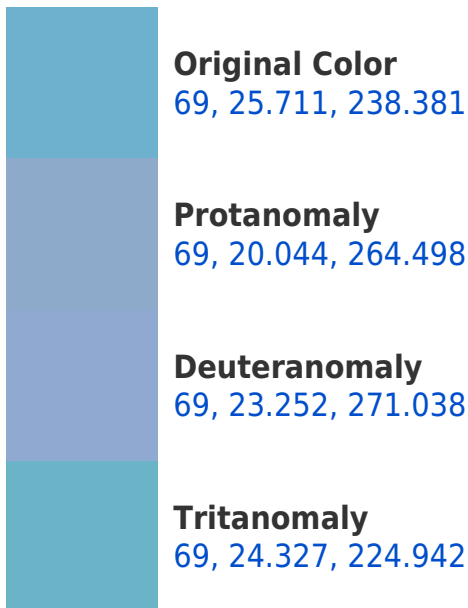 Original Color
69, 25.711, 238.381
Protanomaly
69, 20.044, 264.498
Deuteranomaly
69, 23.252, 271.038
Tritanomaly
69, 24.327, 224.942